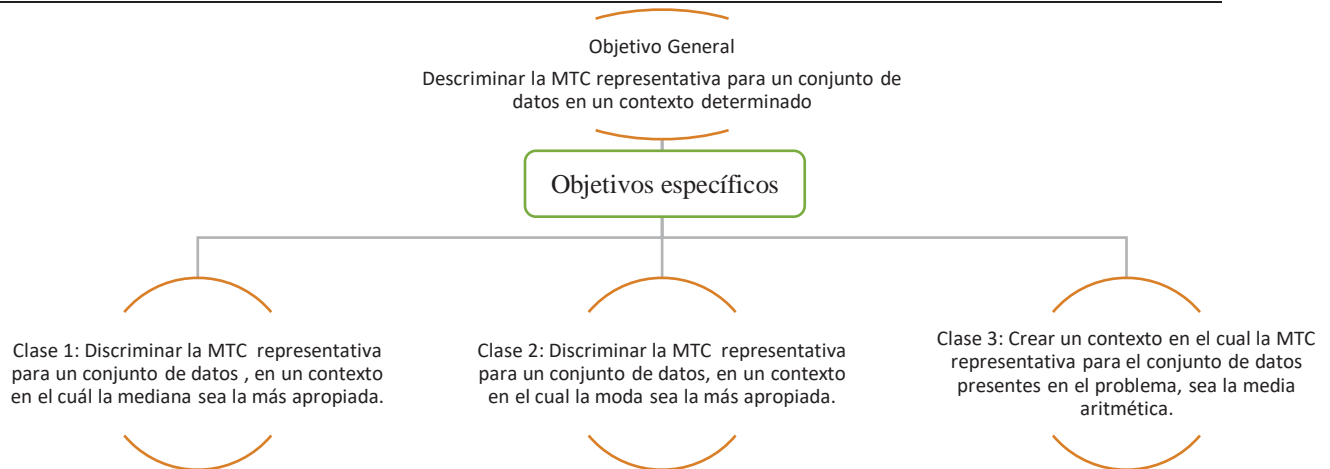 Objetivo General
Descriminar la MTC representativa para un conjunto de
datos en un contexto determinado
Objetivos específicos
Clase 1: Discriminar la MTC representativa
para un conjunto de datos , en un contexto
en el cuál la mediana sea la más apropiada.
Clase 2: Discriminar la MTC representativa
para un conjunto de datos, en un contexto
en el cual la moda sea la más apropiada.
Clase 3: Crear un contexto en el cual la MTC
representativa para el conjunto de datos
presentes en el problema, sea la media
aritmética.